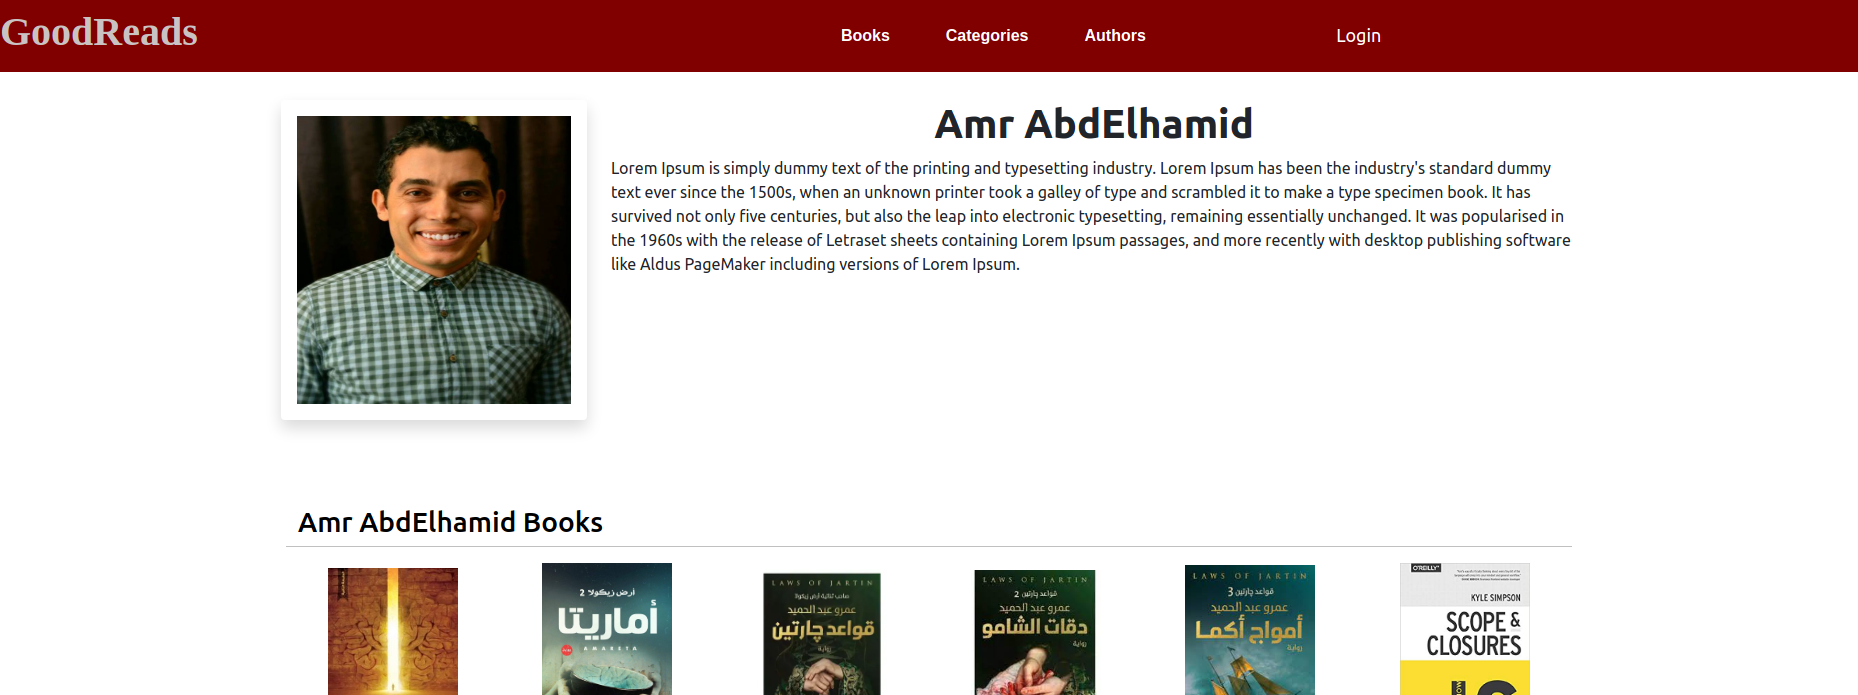 GoodReads
Books
Categories
Authors
Login
Amr AbdElhamid
Lorem Ipsum is simply dummy text of the printing and typesetting industry. Lorem Ipsum has been the industry's standard dummy
text ever since the 1500s, when an unknown printer took a galley of type and scrambled it to make a type specimen book. It has
survived not only five centuries, but also the leap into electronic typesetting, remaining essentially unchanged. It was popularised in
the 1960s with the release of Letraset sheets containing Lorem Ipsum passages, and more recently with desktop publishing software
like Aldus PageMaker including versions of Lorem Ipsum.
Amr AbdElhamid Books
أرض زيكولا 2
أماريتا
AMARETA
LAWS OF JARTIN
صاحب ثلاثية أرض زيكولا
عمرو عبد الحميد
قواعد جارتين
رواية
LAWS OF JARTIN
قواعد جارتين 2
عمرو عبد الحميد
دقات الشامو
رواية
LAWS OF JARTIN
قواعد جارتين 3
عمرو عبد الحميد
أمواج أكما
رواية
O'REILLY
KYLE SIMPSON
SCOPE &
CLOSURES